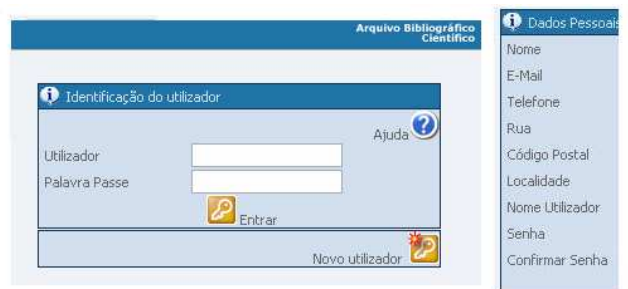 Arquivo Bibliográfico
Científico
Identificação do utilizador
Ajuda
Utilizador
Palavra Passe
Entrar
Novo utilizador
Dados Pessoais
Nome
E-Mail
Telefone
Rua
Código Postal
Localidade
Nome Utilizador
Senha
Confirmar Senha